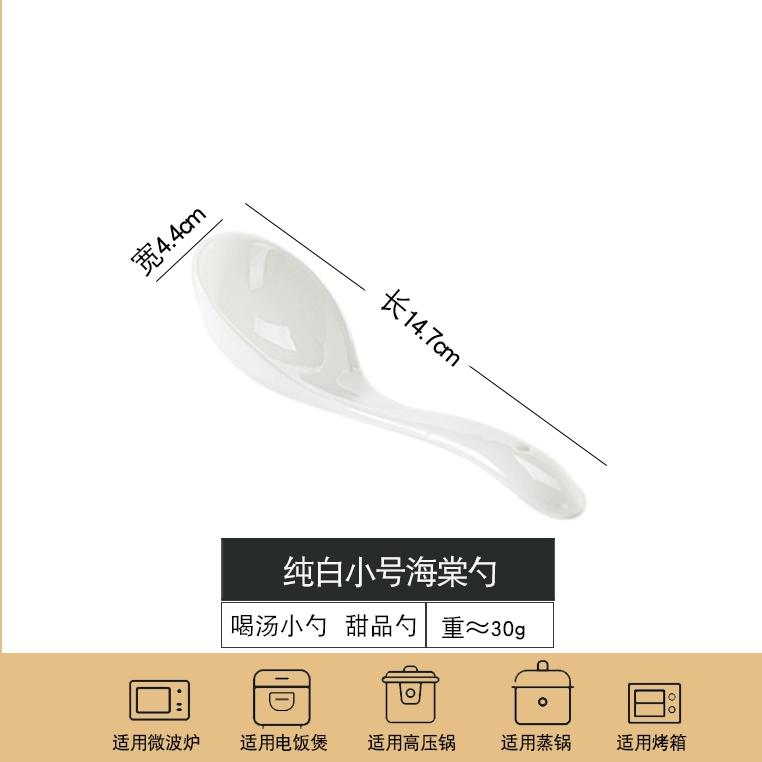 宽4.4cm
长14.7cm
纯白小号海棠勺
喝汤小勺 甜品勺 重≈30g
适用微波炉 适用电饭煲 适用高压锅 适用蒸锅 适用烤箱